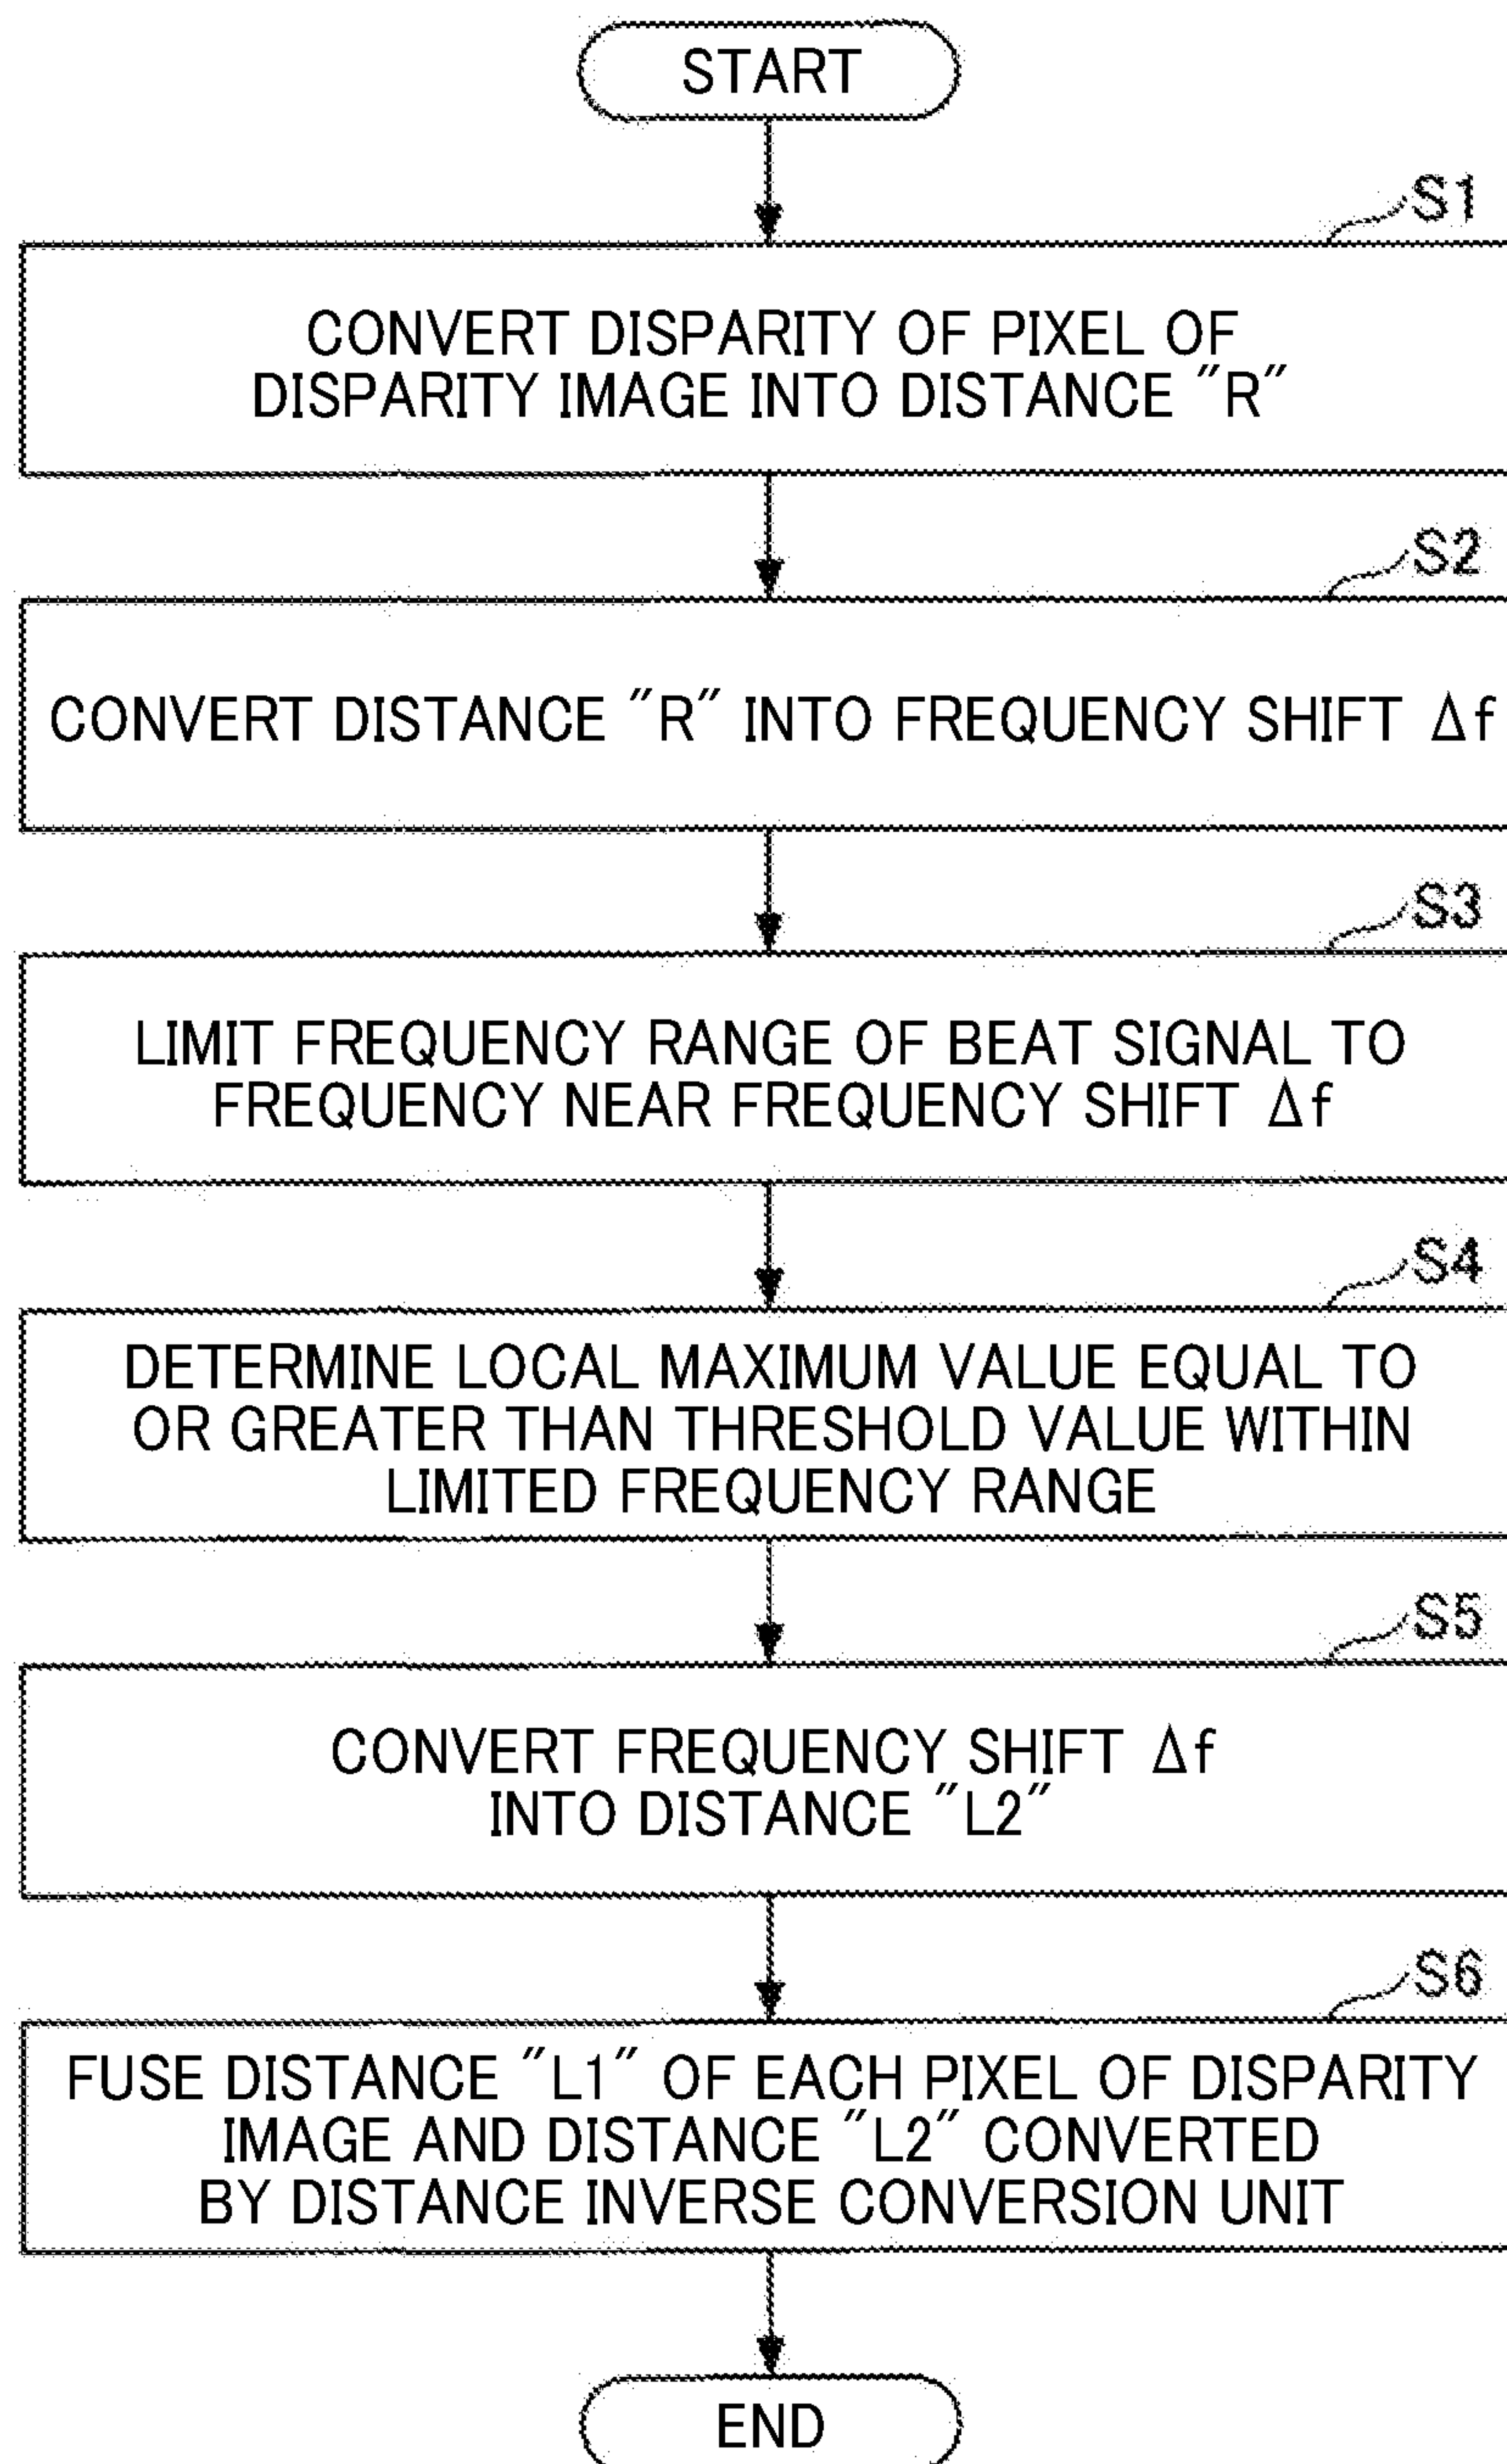 START
S1
CONVERT DISPARITY OF PIXEL OF
DISPARITY IMAGE INTO DISTANCE "R"
S2
CONVERT DISTANCE "R" INTO FREQUENCY SHIFT Δf
S3
LIMIT FREQUENCY RANGE OF BEAT SIGNAL TO
FREQUENCY NEAR FREQUENCY SHIFT Δf
S4
DETERMINE LOCAL MAXIMUM VALUE EQUAL TO
OR GREATER THAN THRESHOLD VALUE WITHIN
LIMITED FREQUENCY RANGE
S5
CONVERT FREQUENCY SHIFT Δf
INTO DISTANCE "L2"
S6
FUSE DISTANCE "L1" OF EACH PIXEL OF DISPARITY
IMAGE AND DISTANCE "L2" CONVERTED
BY DISTANCE INVERSE CONVERSION UNIT
END